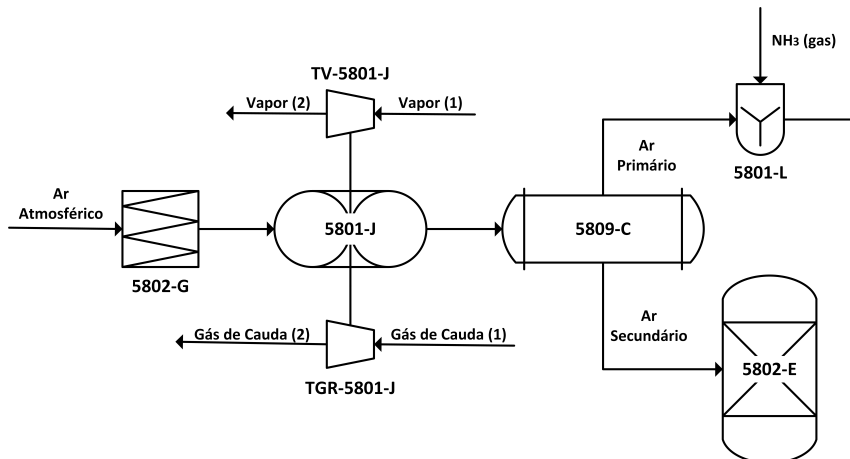 NH₃ (gas)
TV-5801-J
Vapor (2)
Vapor (1)
Ar
Primário
5801-L
Ar
Atmosférico
5801-J
5809-C
5802-G
Ar
Secundário
Gás de Cauda (2)
Gás de Cauda (1)
5802-E
TGR-5801-J